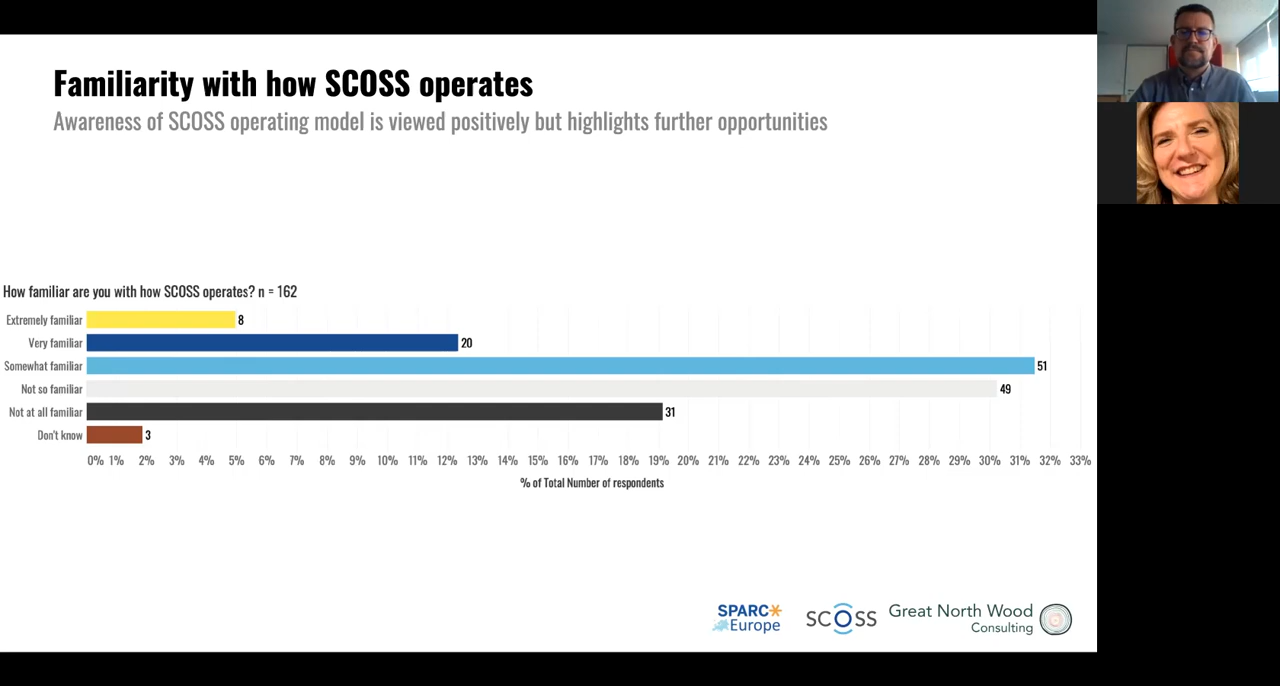 Familiarity with how SCOSS operates
Awareness of SCOSS operating model is viewed positively but highlights further opportunities
How familiar are you with how SCOSS operates? n = 162
Extremely familiar 8
Very familiar 20
Somewhat familiar 51
Not so familiar 49
Not at all familiar 31
Don't know 3
0% 1% 2% 3% 4% 5% 6% 7% 8% 9% 10% 11% 12% 13% 14% 15% 16% 17% 18% 19% 20% 21% 22% 23% 24% 25% 26% 27% 28% 29% 30% 31% 32% 33%
% of Total Number of respondents
SPARC
Europe
SCOSS
Great North Wood
Consulting